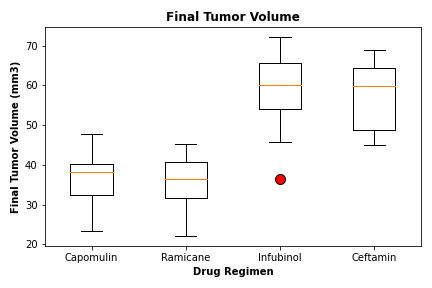 Final Tumor Volume
Final Tumor Volume (mm3)
70
60
50
40
30
20
Capomulin Ramicane Infubinol Ceftamin
Drug Regimen